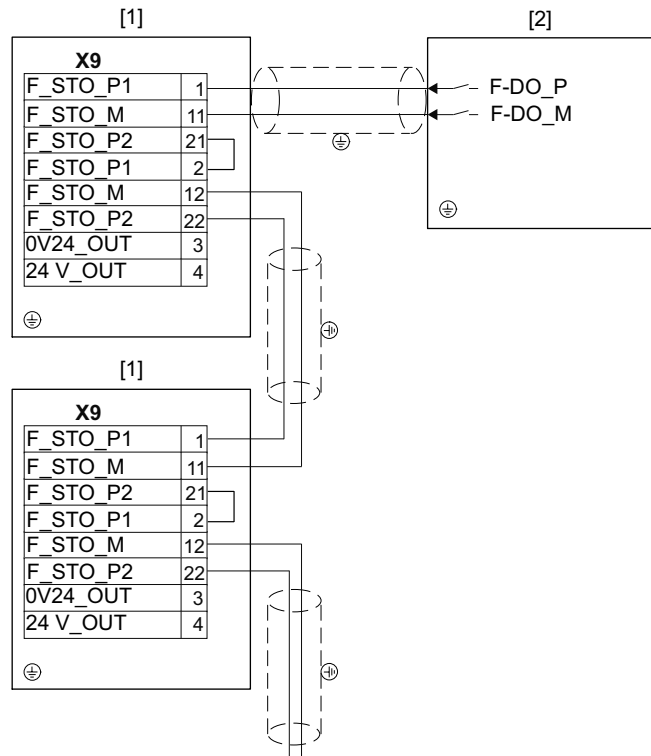 [1]
[2]
X9
F_STO_P1 1
F-DO_P
F_STO_M 11
F-DO_M
F_STO_P2 21
F_STO_P1 2
F_STO_M 12
F_STO_P2 22
0V24_OUT 3
24 V_OUT 4
[1]
X9
F_STO_P1 1
F_STO_M 11
F_STO_P2 21
F_STO_P1 2
F_STO_M 12
F_STO_P2 22
0V24_OUT 3
24 V_OUT 4